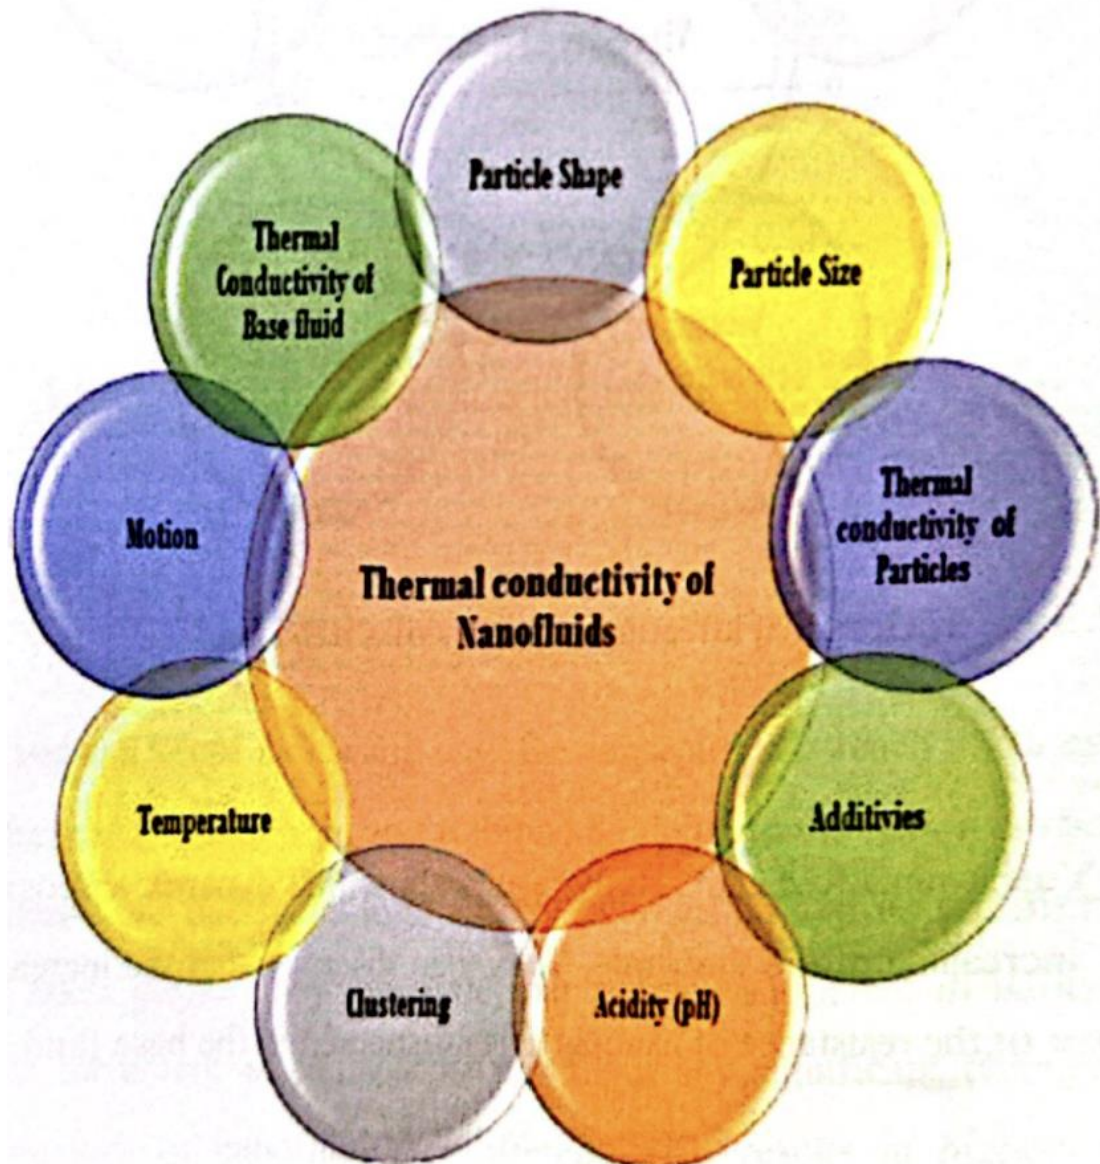 Particle Shape
Particle Size
Thermal
conductivity of
Particles
Additivies
Acidity (pH)
Clustering
Temperature
Motion
Thermal
Conductivity of
Base fluid
Thermal conductivity of
Nanofluids